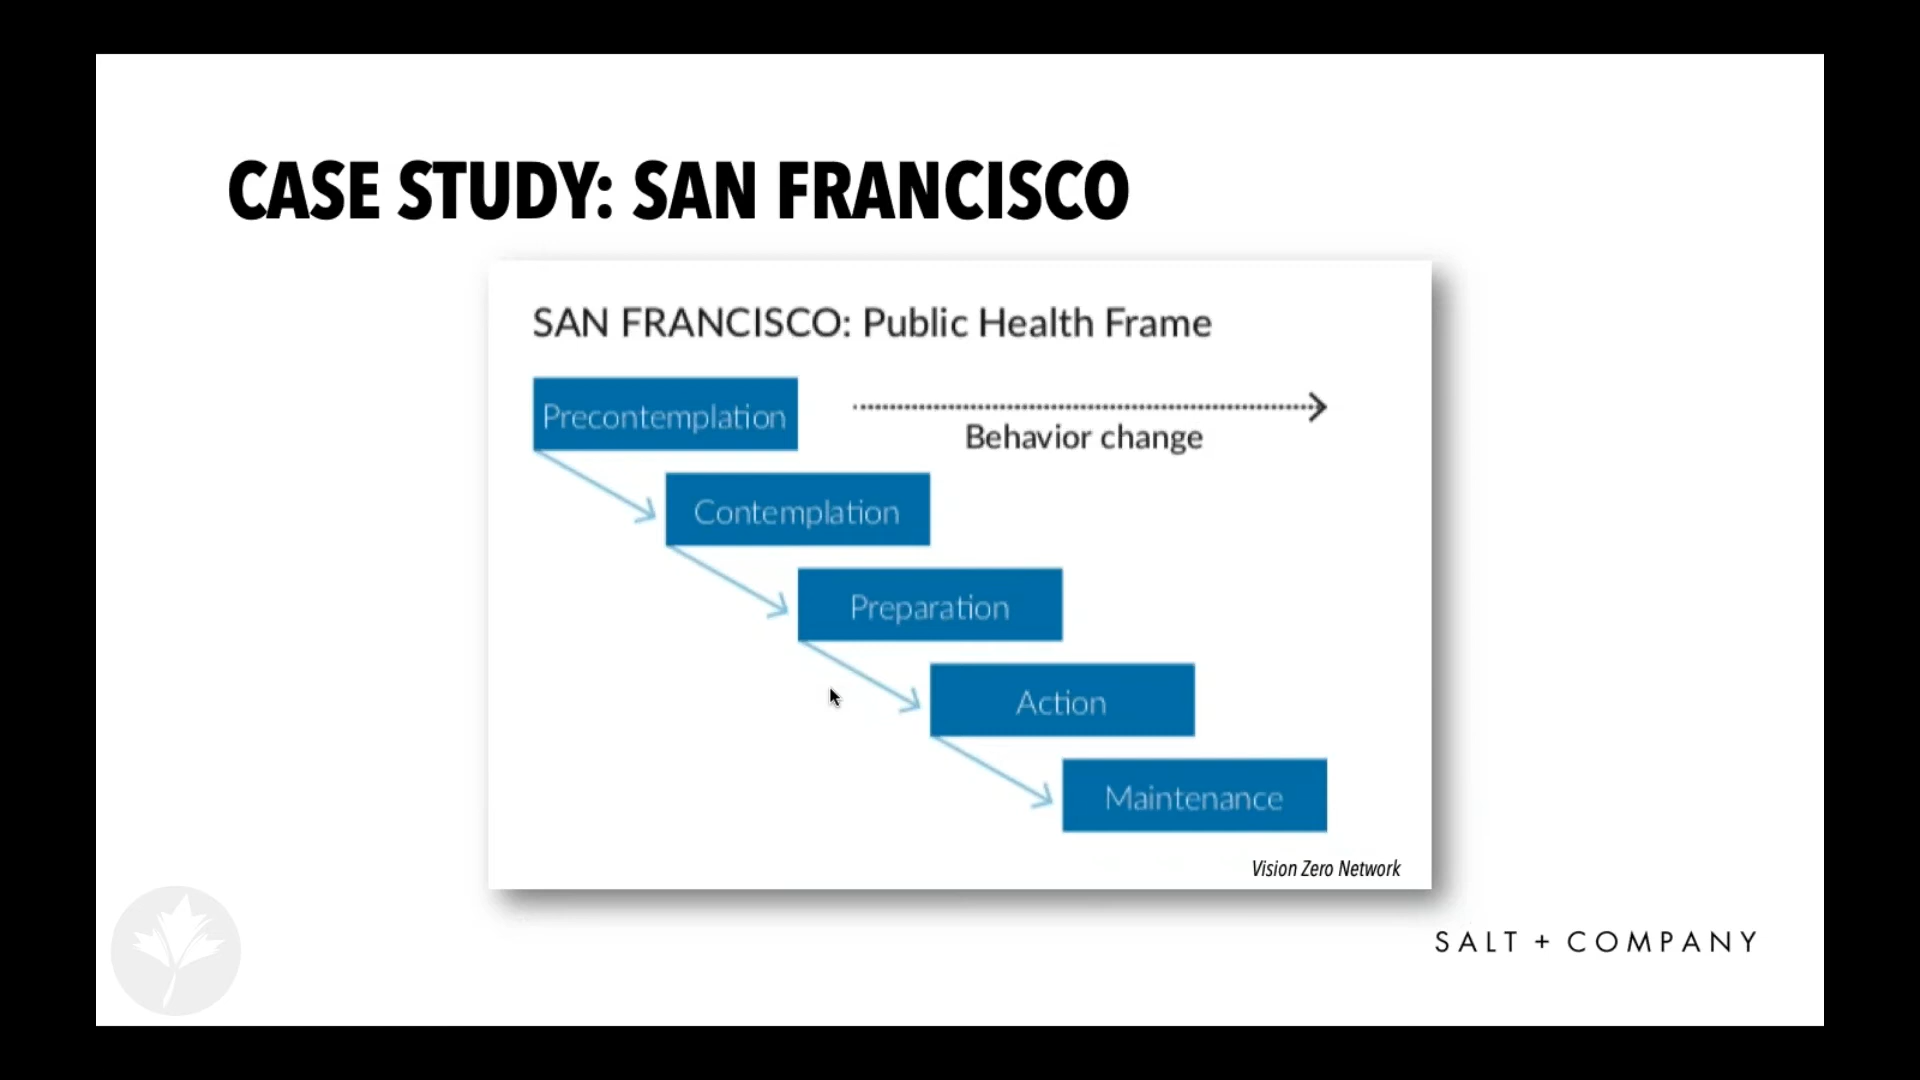 CASE STUDY: SAN FRANCISCO
SAN FRANCISCO: Public Health Frame
Precontemplation
Behavior change
Contemplation
Preparation
Action
Maintenance
Vision Zero Network
SALT + COMPANY